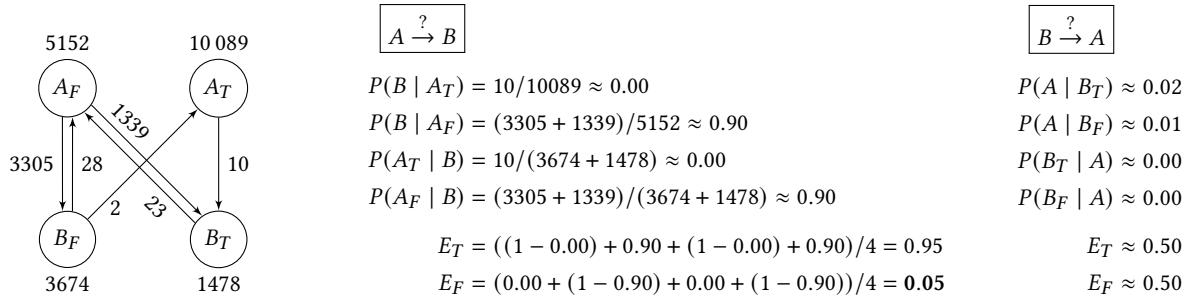 5152
10 089
A_F
A_T
1339
3305
28
10
2
23
B_F
B_T
3674
1478
A →^? B
P(B | A_T) = 10/10089 ≈ 0.00
P(B | A_F) = (3305 + 1339)/5152 ≈ 0.90
P(A_T | B) = 10/(3674 + 1478) ≈ 0.00
P(A_F | B) = (3305 + 1339)/(3674 + 1478) ≈ 0.90
E_T = ((1 − 0.00) + 0.90 + (1 − 0.00) + 0.90)/4 = 0.95
E_F = (0.00 + (1 − 0.90) + 0.00 + (1 − 0.90))/4 = 0.05
B →^? A
P(A | B_T) ≈ 0.02
P(A | B_F) ≈ 0.01
P(B_T | A) ≈ 0.00
P(B_F | A) ≈ 0.00
E_T ≈ 0.50
E_F ≈ 0.50